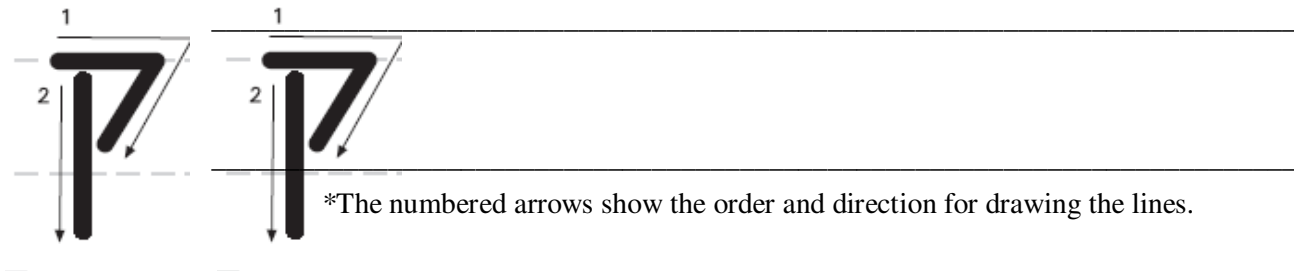 1 1
ק ק
2 2
*The numbered arrows show the order and direction for drawing the lines.